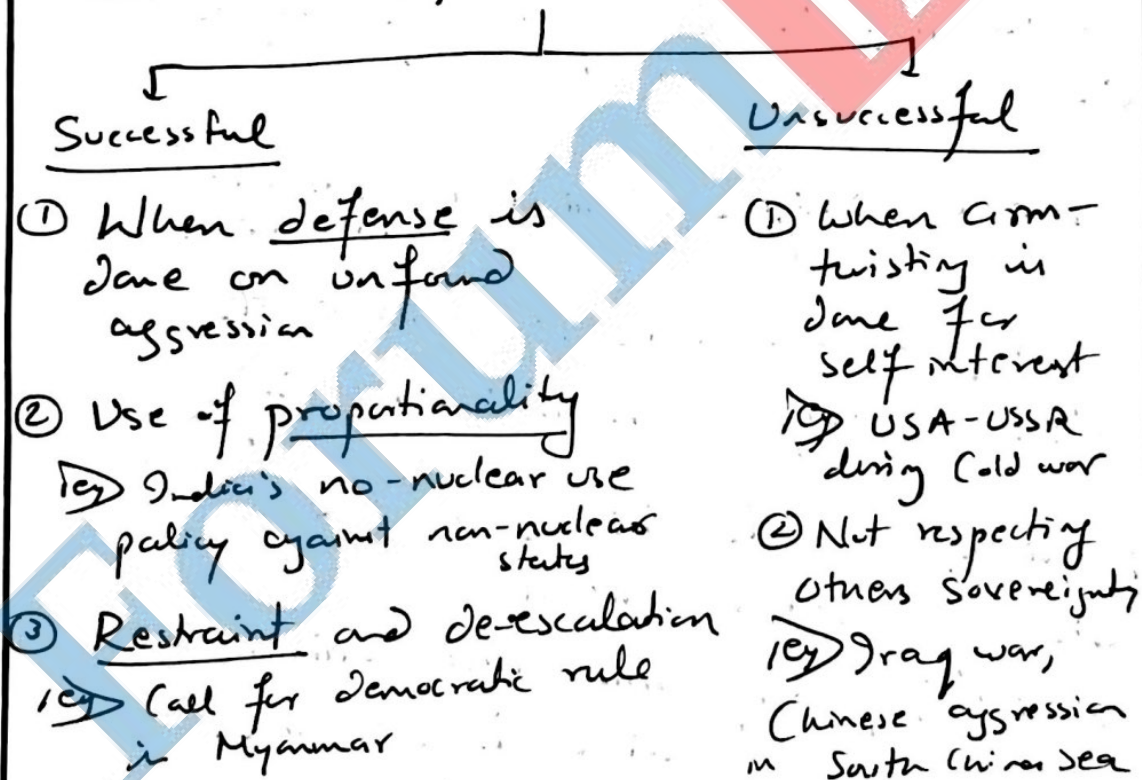 Successful
① When defense is
done on unfound
aggression
② Use of proportionality
eg> India's no-nuclear use
policy against non-nuclear
states
③ Restraint and de-escalation
eg> Call for democratic rule
in Myanmar
Unsuccessful
① When arm-
twisting is
done for
self interest
eg> USA-USSR
during Cold war
② Not respecting
others sovereignty
eg> Iraq war,
Chinese aggression
in South China Sea
Forum